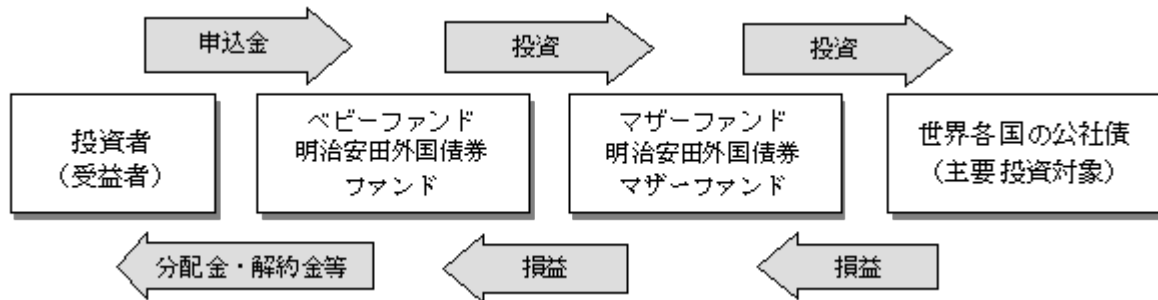 申込金
投資
投資
投資者
（受益者）
ベビーファンド
明治安田外国債券
ファンド
マザーファンド
明治安田外国債券
マザーファンド
世界各国の公社債
（主要投資対象）
分配金・解約金等
損益
損益